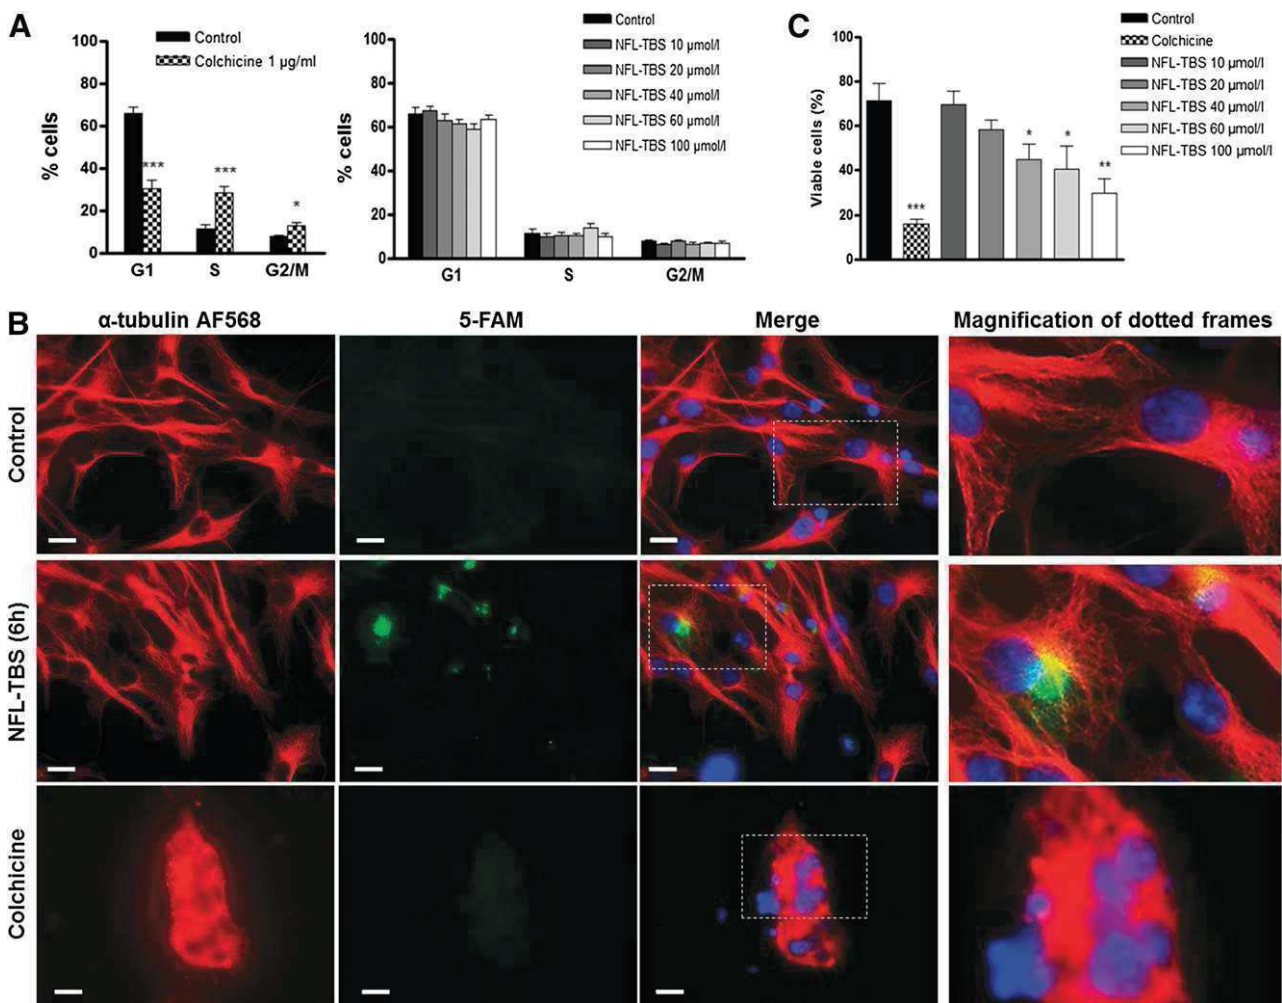 A
% cells
100
80
60
40
20
0
Control
Colchicine 1 µg/ml
***
***
*
G1 S G2/M
% cells
100
80
60
40
20
0
Control
NFL-TBS 10 µmol/l
NFL-TBS 20 µmol/l
NFL-TBS 40 µmol/l
NFL-TBS 60 µmol/l
NFL-TBS 100 µmol/l
G1 S G2/M
C
Viable cells (%)
100
80
60
40
20
0
***
*
*
**
Control
Colchicine
NFL-TBS 10 µmol/l
NFL-TBS 20 µmol/l
NFL-TBS 40 µmol/l
NFL-TBS 60 µmol/l
NFL-TBS 100 µmol/l
B
α-tubulin AF568 5-FAM Merge Magnification of dotted frames
Control
NFL-TBS (6h)
Colchicine